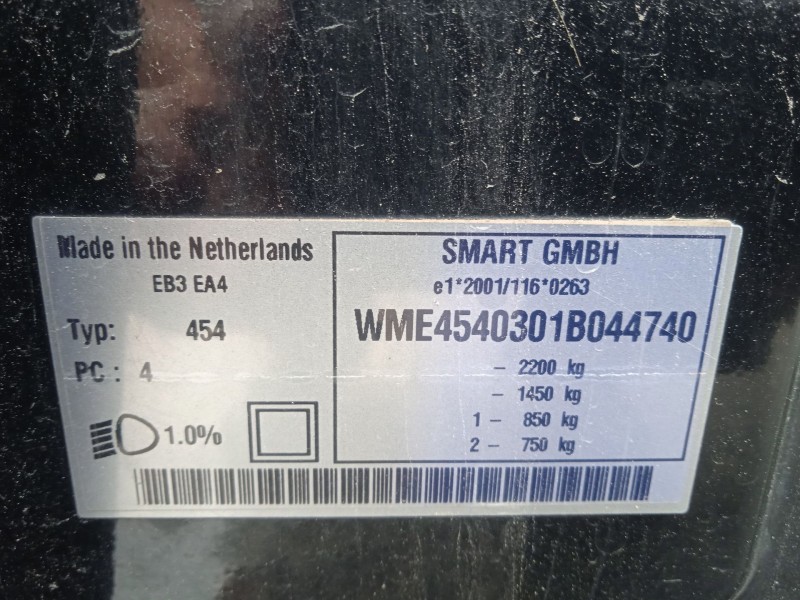 Made in the Netherlands
EB3 EA4
Typ: 454
PC : 4
1.0%
SMART GMBH
e1*2001/116*0263
WME4540301B044740
– 2200 kg
– 1450 kg
1 – 850 kg
2 – 750 kg